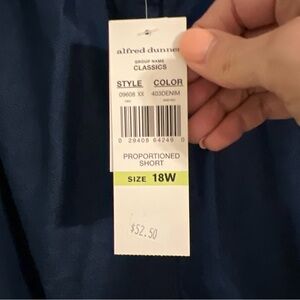 alfred dunner
GROUP NAME
CLASSICS
STYLE COLOR
09608 XX 403DENIM
0 29408 64249 0
PROPORTIONED
SHORT
SIZE 18W
$52.50